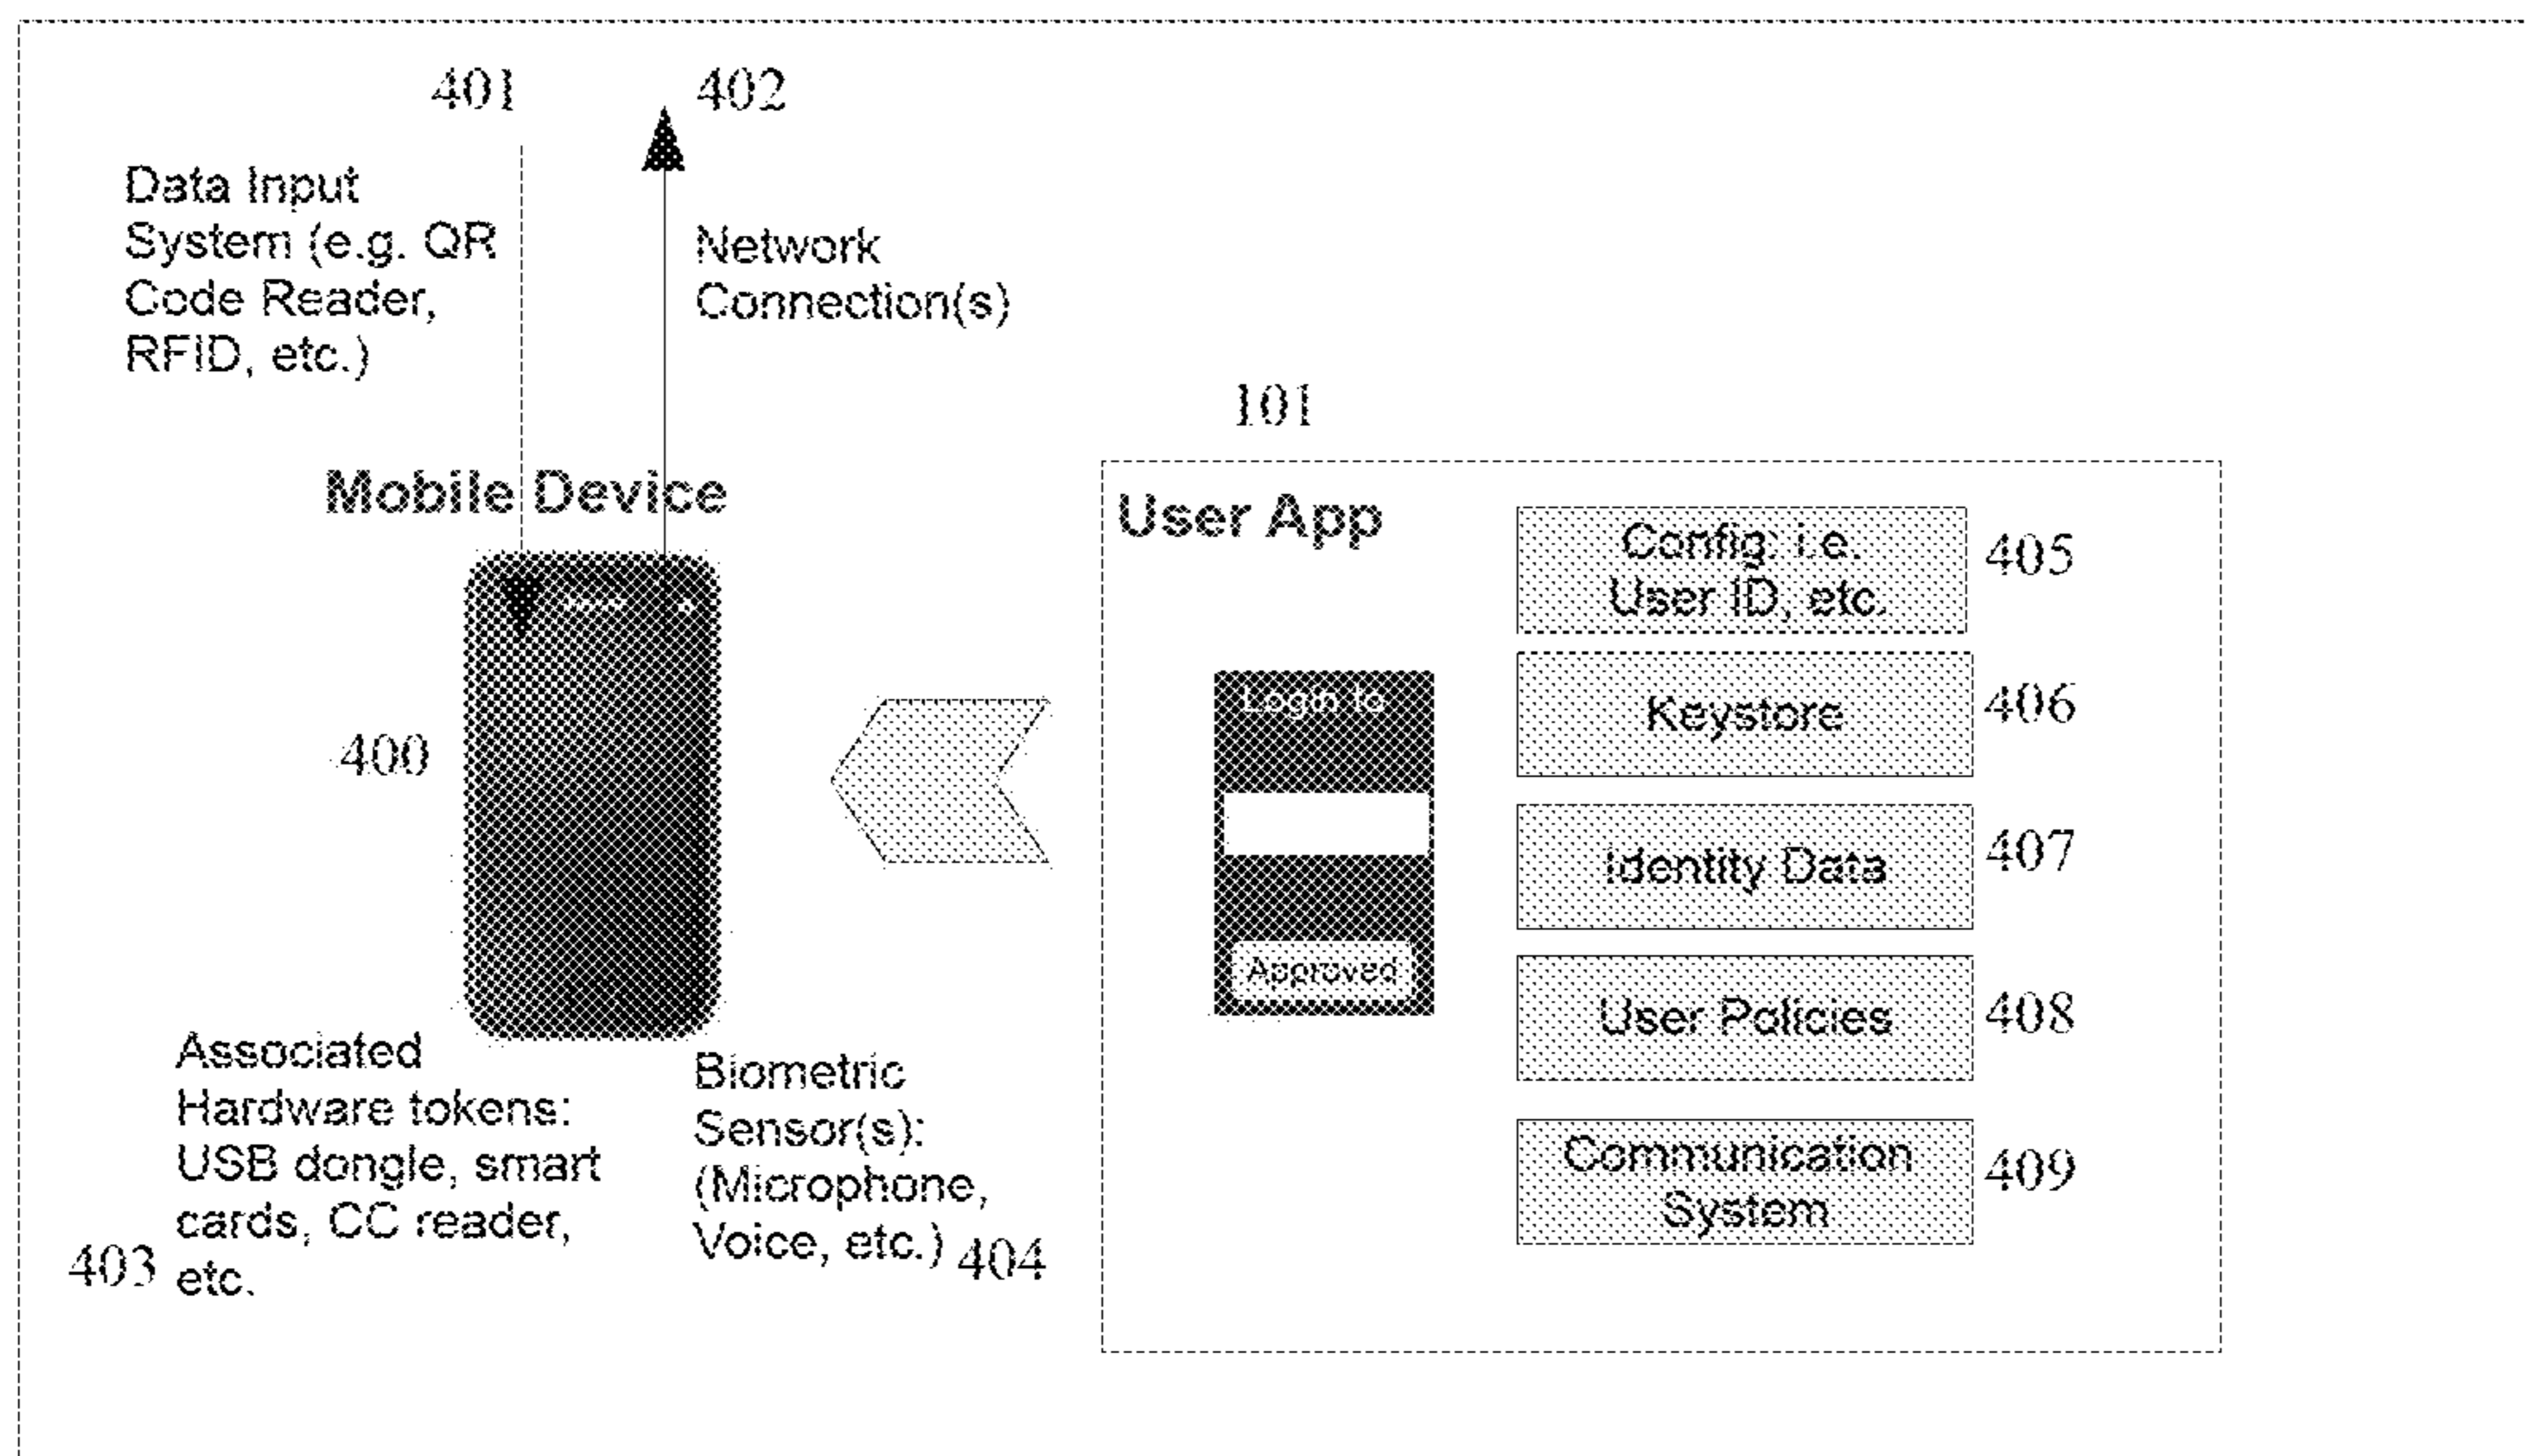 401
402
Data Input
System (e.g. QR
Code Reader,
RFID, etc.)
Network
Connection(s)
101
Mobile Device
400
Associated
Hardware tokens:
USB dongle, smart
cards, CC reader,
etc.
403
Biometric
Sensor(s):
(Microphone,
Voice, etc.)
404
User App
Login to
Approved
Config: i.e.
User ID, etc.
405
Keystore
406
Identity Data
407
User Policies
408
Communication
System
409